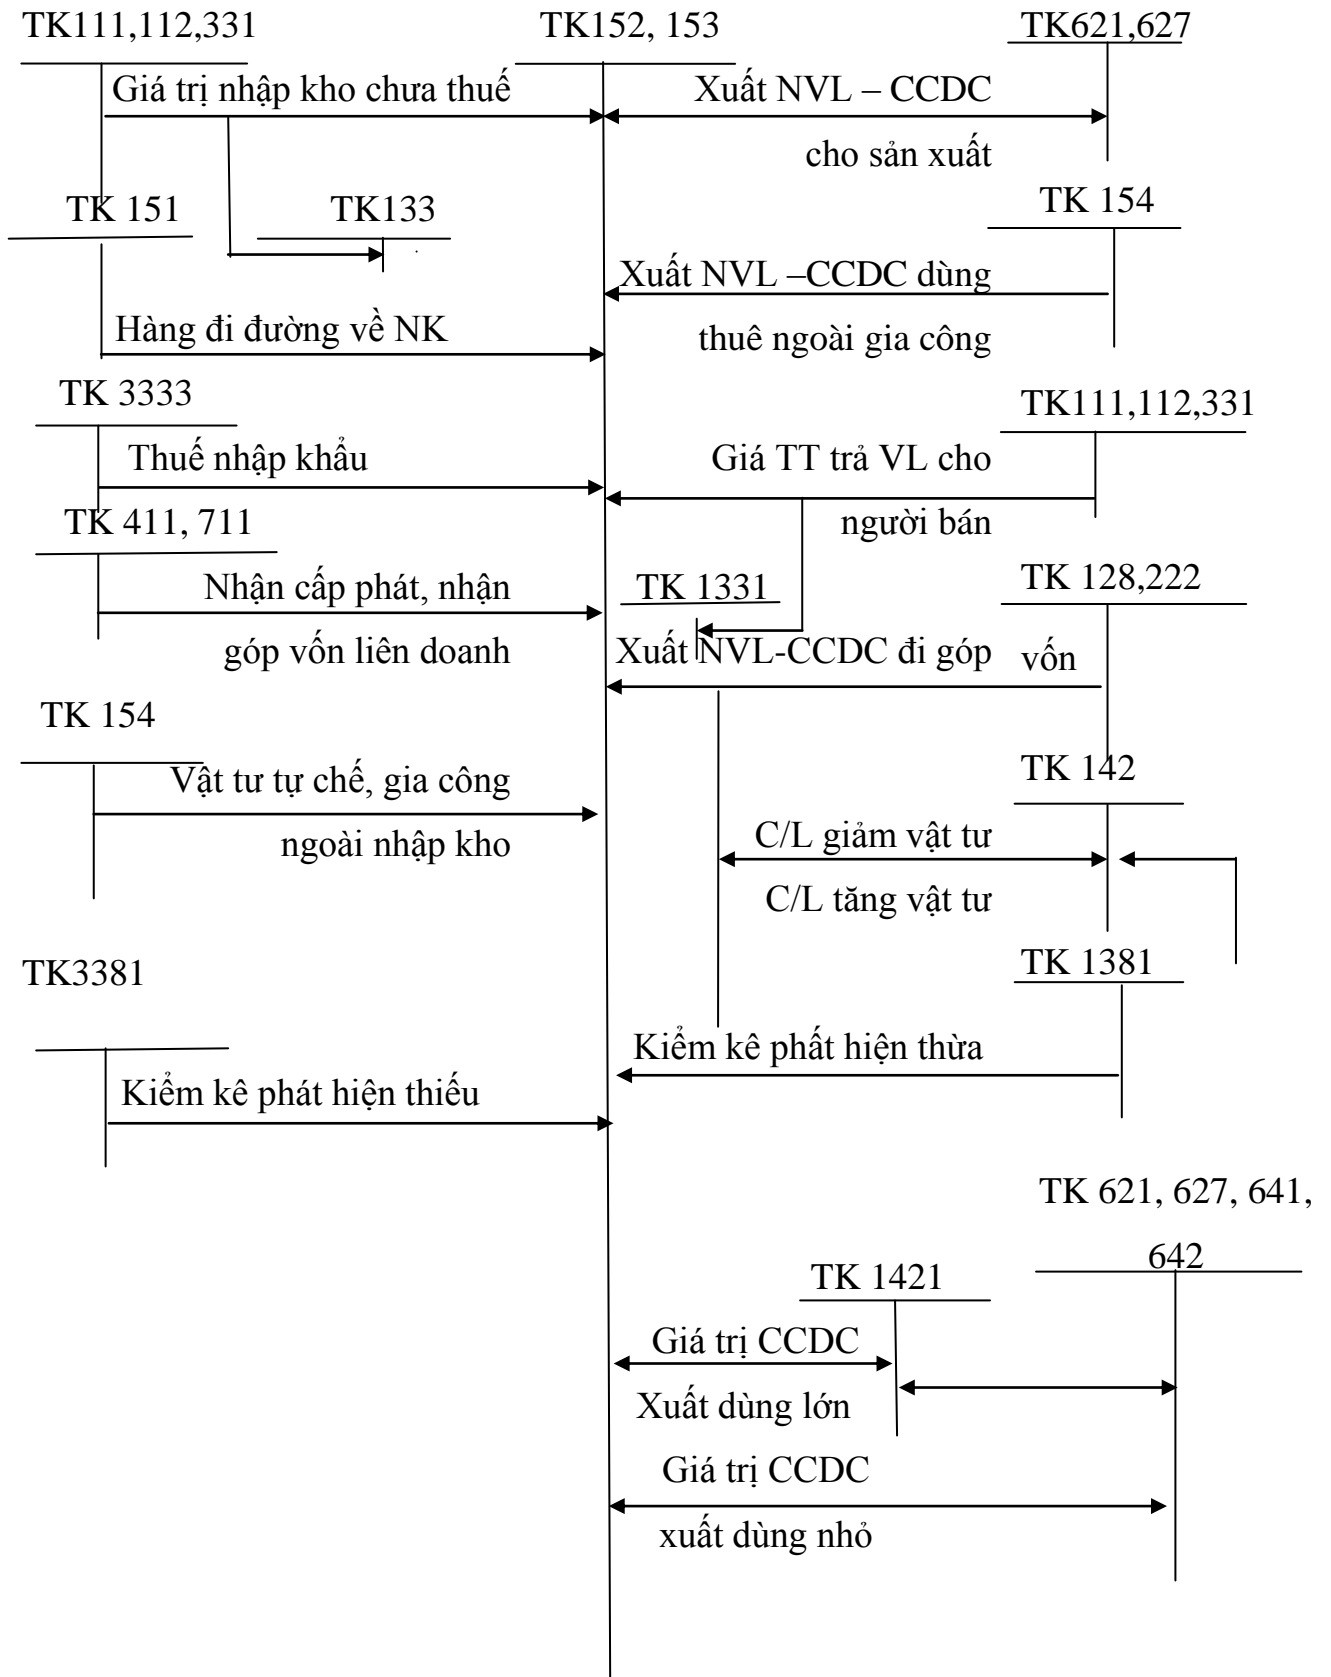 TK111,112,331
TK152, 153
TK621,627
Giá trị nhập kho chưa thuế
Xuất NVL – CCDC
cho sản xuất
TK 151
TK133
TK 154
Xuất NVL –CCDC dùng
thuê ngoài gia công
Hàng đi đường về NK
TK 3333
TK111,112,331
Thuế nhập khẩu
Giá TT trả VL cho
người bán
TK 411, 711
TK 1331
TK 128,222
Nhận cấp phát, nhận
góp vốn liên doanh
Xuất NVL-CCDC đi góp vốn
TK 154
TK 142
Vật tư tự chế, gia công
ngoài nhập kho
C/L giảm vật tư
C/L tăng vật tư
TK3381
TK 1381
Kiểm kê phất hiện thừa
Kiểm kê phát hiện thiếu
TK 621, 627, 641,
642
TK 1421
Giá trị CCDC
Xuất dùng lớn
Giá trị CCDC
xuất dùng nhỏ